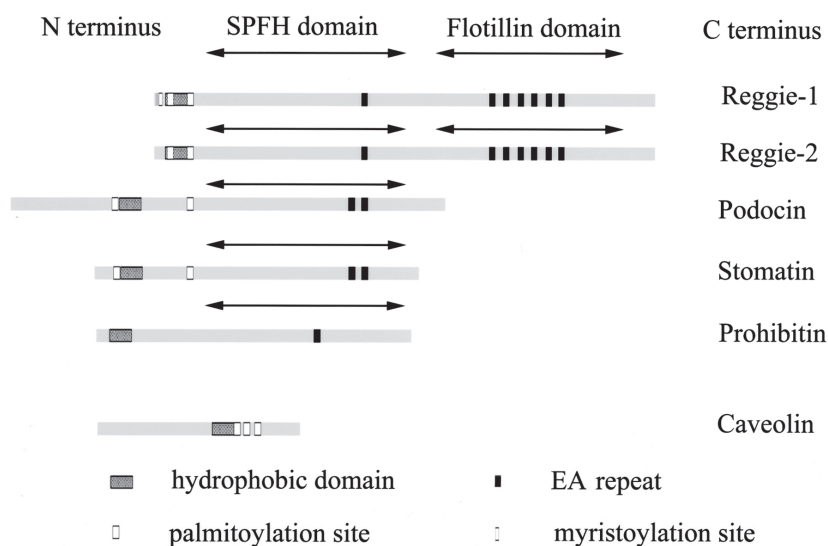 N terminus SPFH domain Flotillin domain C terminus
Reggie-1
Reggie-2
Podocin
Stomatin
Prohibitin
Caveolin
hydrophobic domain EA repeat
palmitoylation site myristoylation site